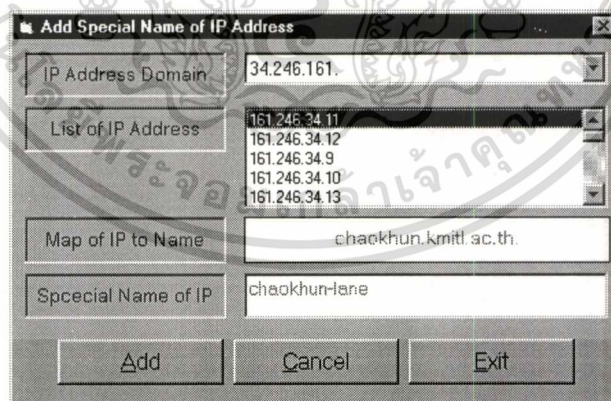 Add Special Name of IP Address
IP Address Domain
34.246.161.
List of IP Address
161.246.34.11
161.246.34.12
161.246.34.9
161.246.34.10
161.246.34.13
Map of IP to Name
chaokhun.kmitl.ac.th.
Spcecial Name of IP
chaokhun-lane
Add
Cancel
Exit